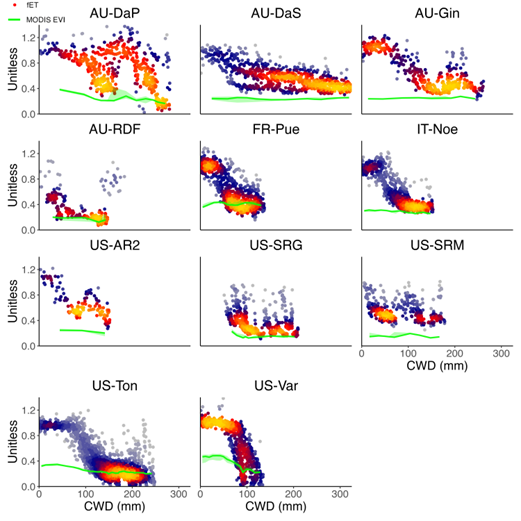 fET
MODIS EVI
AU-DaP
AU-DaS
AU-Gin
Unitless
1.2
0.8
0.4
0.0
AU-RDF
FR-Pue
IT-Noe
Unitless
1.2
0.8
0.4
0.0
US-AR2
US-SRG
US-SRM
Unitless
1.2
0.8
0.4
0.0
0 100 200 300
CWD (mm)
US-Ton
US-Var
Unitless
1.2
0.8
0.4
0.0
0 100 200 300
0 100 200 300
CWD (mm)
CWD (mm)